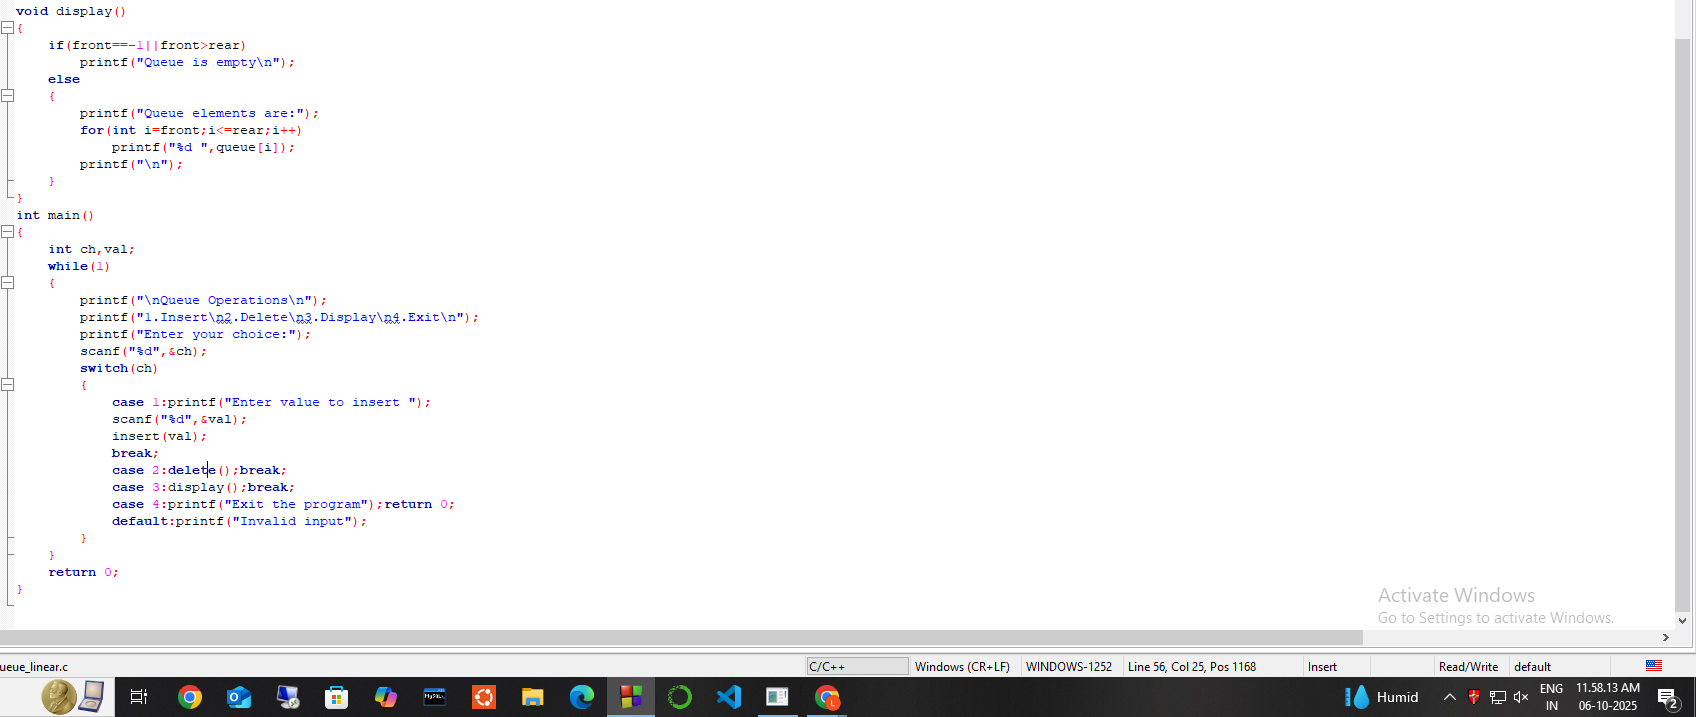 void display()
{
    if(front==-1||front>rear)
        printf("Queue is empty\n");
    else
    {
        printf("Queue elements are:");
        for(int i=front;i<=rear;i++)
            printf("%d ",queue[i]);
        printf("\n");
    }
}
int main()
{
    int ch,val;
    while(1)
    {
        printf("\nQueue Operations\n");
        printf("1.Insert\n2.Delete\n3.Display\n4.Exit\n");
        printf("Enter your choice:");
        scanf("%d",&ch);
        switch(ch)
        {
            case 1:printf("Enter value to insert ");
            scanf("%d",&val);
            insert(val);
            break;
            case 2:delete();break;
            case 3:display();break;
            case 4:printf("Exit the program");return 0;
            default:printf("Invalid input");
        }
    }
    return 0;
}
Activate Windows
Go to Settings to activate Windows.
ueue_linear.c C/C++ Windows (CR+LF) WINDOWS-1252 Line 56, Col 25, Pos 1168 Insert Read/Write default
MySQL L Humid ENG 11.58.13 AM
IN 06-10-2025 2